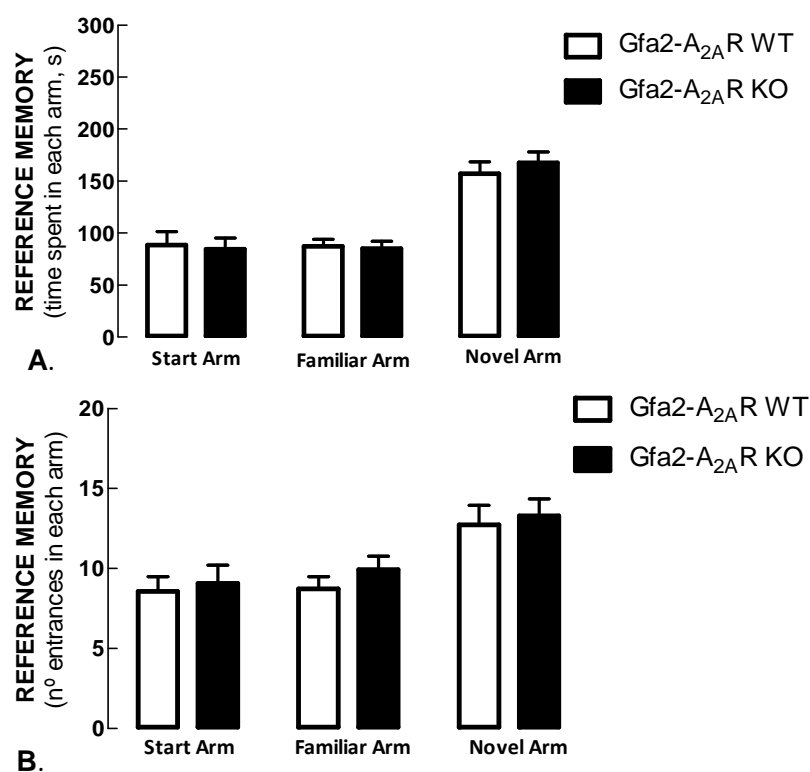 REFERENCE MEMORY
(time spent in each arm, s)
300
250
200
150
100
50
0
Gfa2-A2AR WT
Gfa2-A2AR KO
Start Arm Familiar Arm Novel Arm
A.
REFERENCE MEMORY
(nº entrances in each arm)
20
15
10
5
0
Gfa2-A2AR WT
Gfa2-A2AR KO
Start Arm Familiar Arm Novel Arm
B.